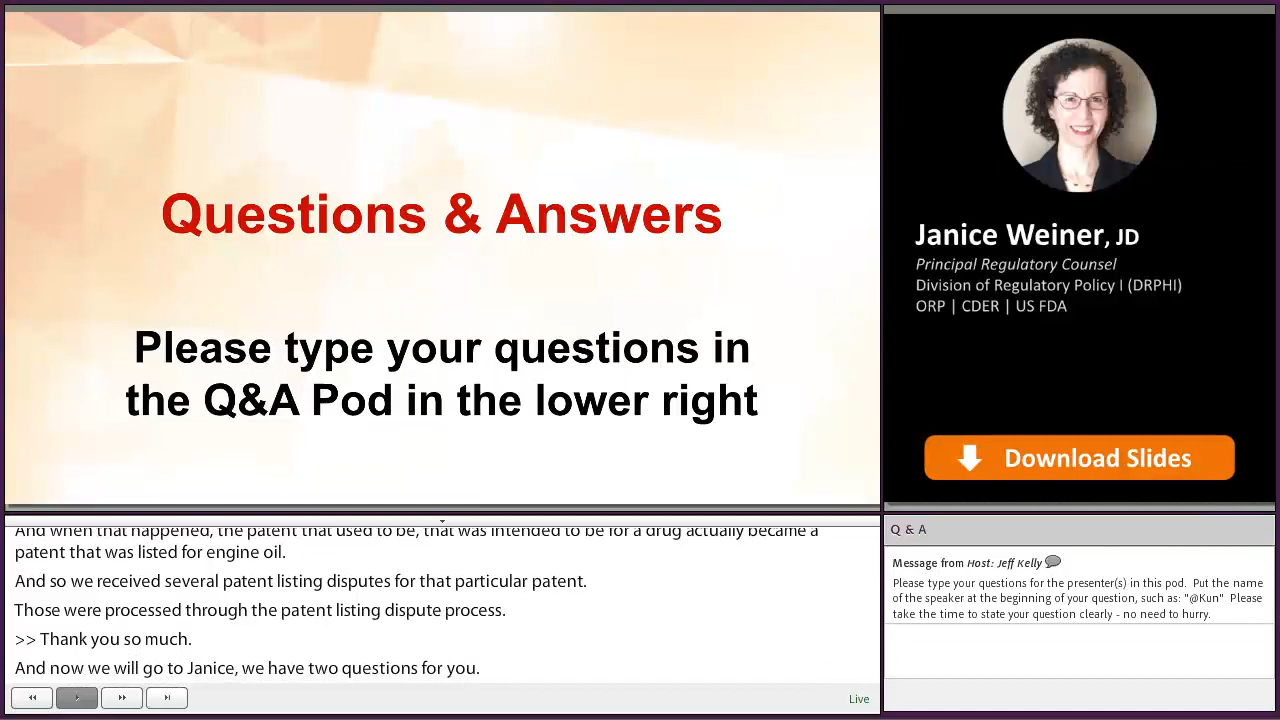 Questions & Answers
Please type your questions in
the Q&A Pod in the lower right
Janice Weiner, JD
Principal Regulatory Counsel
Division of Regulatory Policy I (DRPHI)
ORP | CDER | US FDA
Download Slides
And when that happened, the patent that used to be, that was intended to be for a drug actually became a
patent that was listed for engine oil.
And so we received several patent listing disputes for that particular patent.
Those were processed through the patent listing dispute process.
>> Thank you so much.
And now we will go to Janice, we have two questions for you.
Live
Q & A
Message from Host: Jeff Kelly
Please type your questions for the presenter(s) in this pod. Put the name
of the speaker at the beginning of your question, such as: "@Kun" Please
take the time to state your question clearly - no need to hurry.